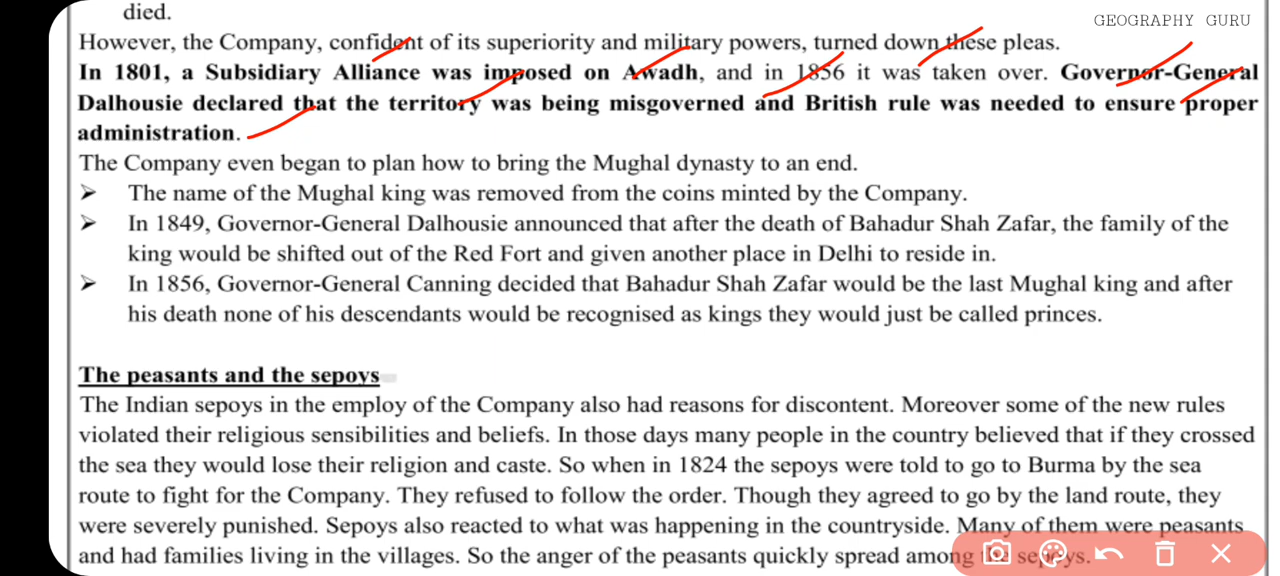 died.
GEOGRAPHY GURU
However, the Company, confident of its superiority and military powers, turned down these pleas.
In 1801, a Subsidiary Alliance was imposed on Awadh, and in 1856 it was taken over. Governor-General
Dalhousie declared that the territory was being misgoverned and British rule was needed to ensure proper
administration.
The Company even began to plan how to bring the Mughal dynasty to an end.
➢ The name of the Mughal king was removed from the coins minted by the Company.
➢ In 1849, Governor-General Dalhousie announced that after the death of Bahadur Shah Zafar, the family of the
king would be shifted out of the Red Fort and given another place in Delhi to reside in.
➢ In 1856, Governor-General Canning decided that Bahadur Shah Zafar would be the last Mughal king and after
his death none of his descendants would be recognised as kings they would just be called princes.
The peasants and the sepoys
The Indian sepoys in the employ of the Company also had reasons for discontent. Moreover some of the new rules
violated their religious sensibilities and beliefs. In those days many people in the country believed that if they crossed
the sea they would lose their religion and caste. So when in 1824 the sepoys were told to go to Burma by the sea
route to fight for the Company. They refused to follow the order. Though they agreed to go by the land route, they
were severely punished. Sepoys also reacted to what was happening in the countryside. Many of them were peasants
and had families living in the villages. So the anger of the peasants quickly spread among the sepoys.